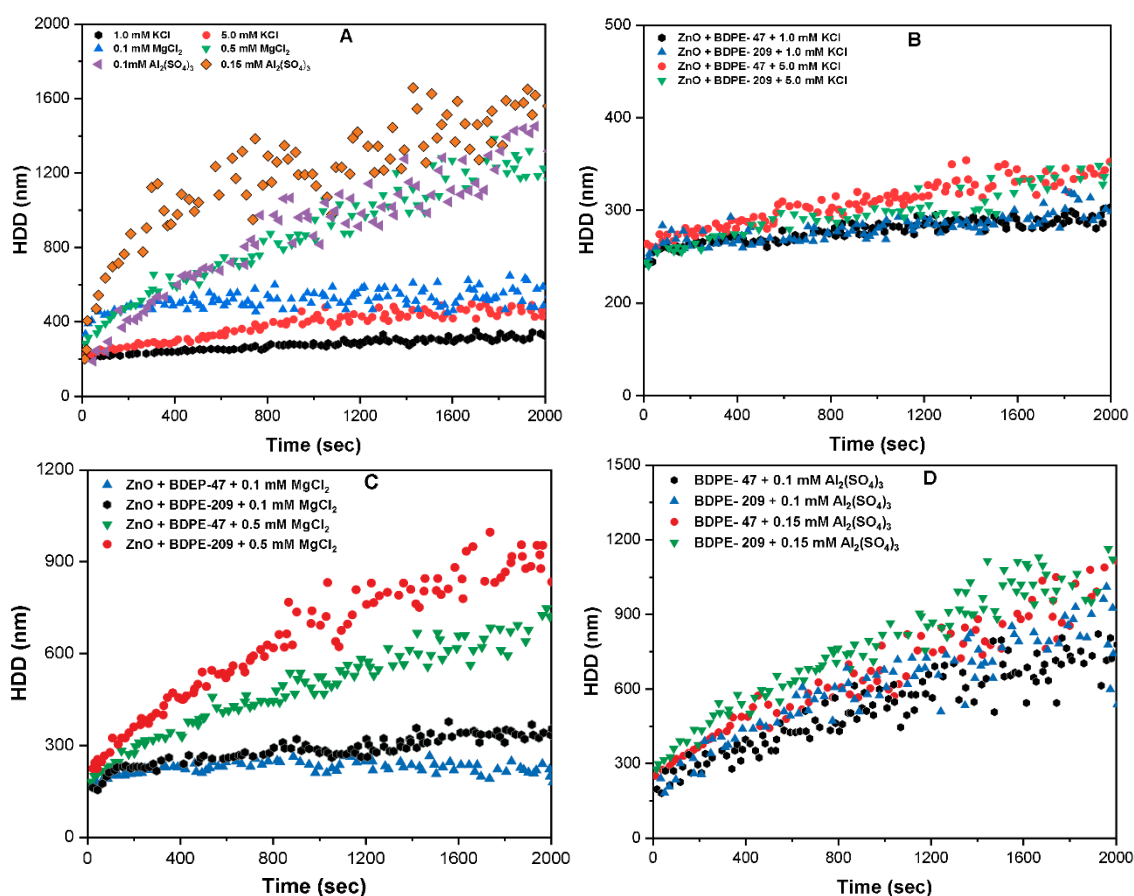 A
1.0 mM KCl 5.0 mM KCl
0.1 mM MgCl₂ 0.5 mM MgCl₂
0.1mM Al₂(SO₄)₃ 0.15 mM Al₂(SO₄)₃
HDD (nm)
2000
1600
1200
800
400
0
0 400 800 1200 1600 2000
Time (sec)
B
ZnO + BDPE- 47 + 1.0 mM KCl
ZnO + BDPE- 209 + 1.0 mM KCl
ZnO + BDPE- 47 + 5.0 mM KCl
ZnO + BDPE- 209 + 5.0 mM KCl
HDD (nm)
500
300
300
200
0
0 400 800 1200 1600 2000
Time (sec)
C
ZnO + BDEP-47 + 0.1 mM MgCl₂
ZnO + BDPE-209 + 0.1 mM MgCl₂
ZnO + BDPE-47 + 0.5 mM MgCl₂
ZnO + BDPE-209 + 0.5 mM MgCl₂
HDD (nm)
1200
900
600
300
0
0 400 800 1200 1600 2000
Time (sec)
D
BDPE- 47 + 0.1 mM Al₂(SO₄)₃
BDPE- 209 + 0.1 mM Al₂(SO₄)₃
BDPE- 47 + 0.15 mM Al₂(SO₄)₃
BDPE- 209 + 0.15 mM Al₂(SO₄)₃
HDD (nm)
1500
1200
900
600
300
0
0 400 800 1200 1600 2000
Time (sec)